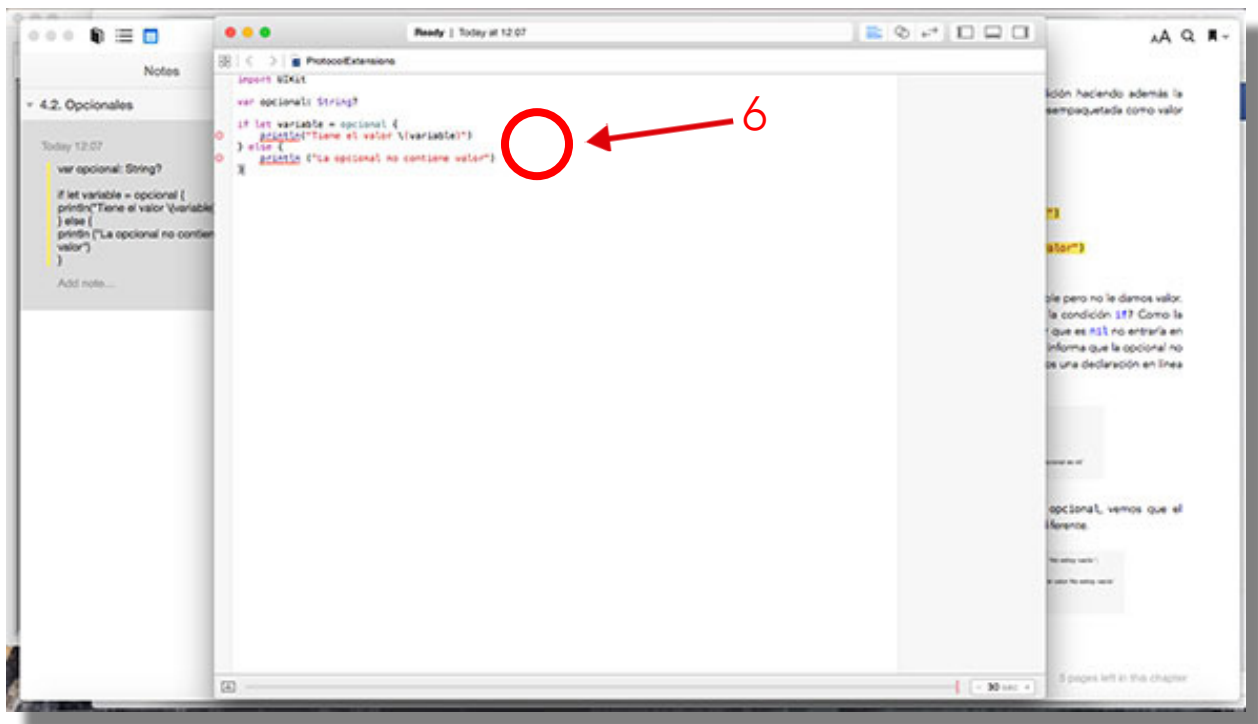 Ready | Today at 12:07
AA
Notes
ProtocolExtensions
4.2. Opcionales
Today 12:07
var opcional: String?
if let variable = opcional {
println("Tiene el valor \(variable
} else {
println ("La opcional no contien
valor")
}
Add note...
import UIKit
var opcional: String?
if let variable = opcional {
println("Tiene el valor \(variable)")
} else {
println ("La opcional no contiene valor")
}
6
ición haciendo además la
sempaquetada como valor
")
alor")
ble pero no le damos valor.
la condición if? Como la
que es nil no entraría en
informa que la opcional no
os una declaración en línea
opcional, vemos que el
iferente.
- 30 sec +
3 pages left in this chapter